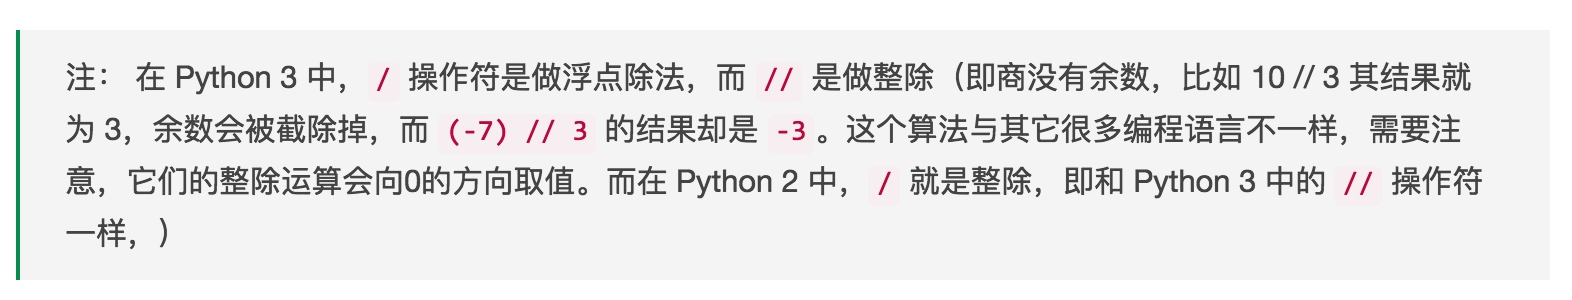 注： 在 Python 3 中， / 操作符是做浮点除法，而 // 是做整除（即商没有余数，比如 10 // 3 其结果就
为 3，余数会被截除掉，而 (-7) // 3 的结果却是 -3 。这个算法与其它很多编程语言不一样，需要注
意，它们的整除运算会向0的方向取值。而在 Python 2 中， / 就是整除，即和 Python 3 中的 // 操作符
一样，）